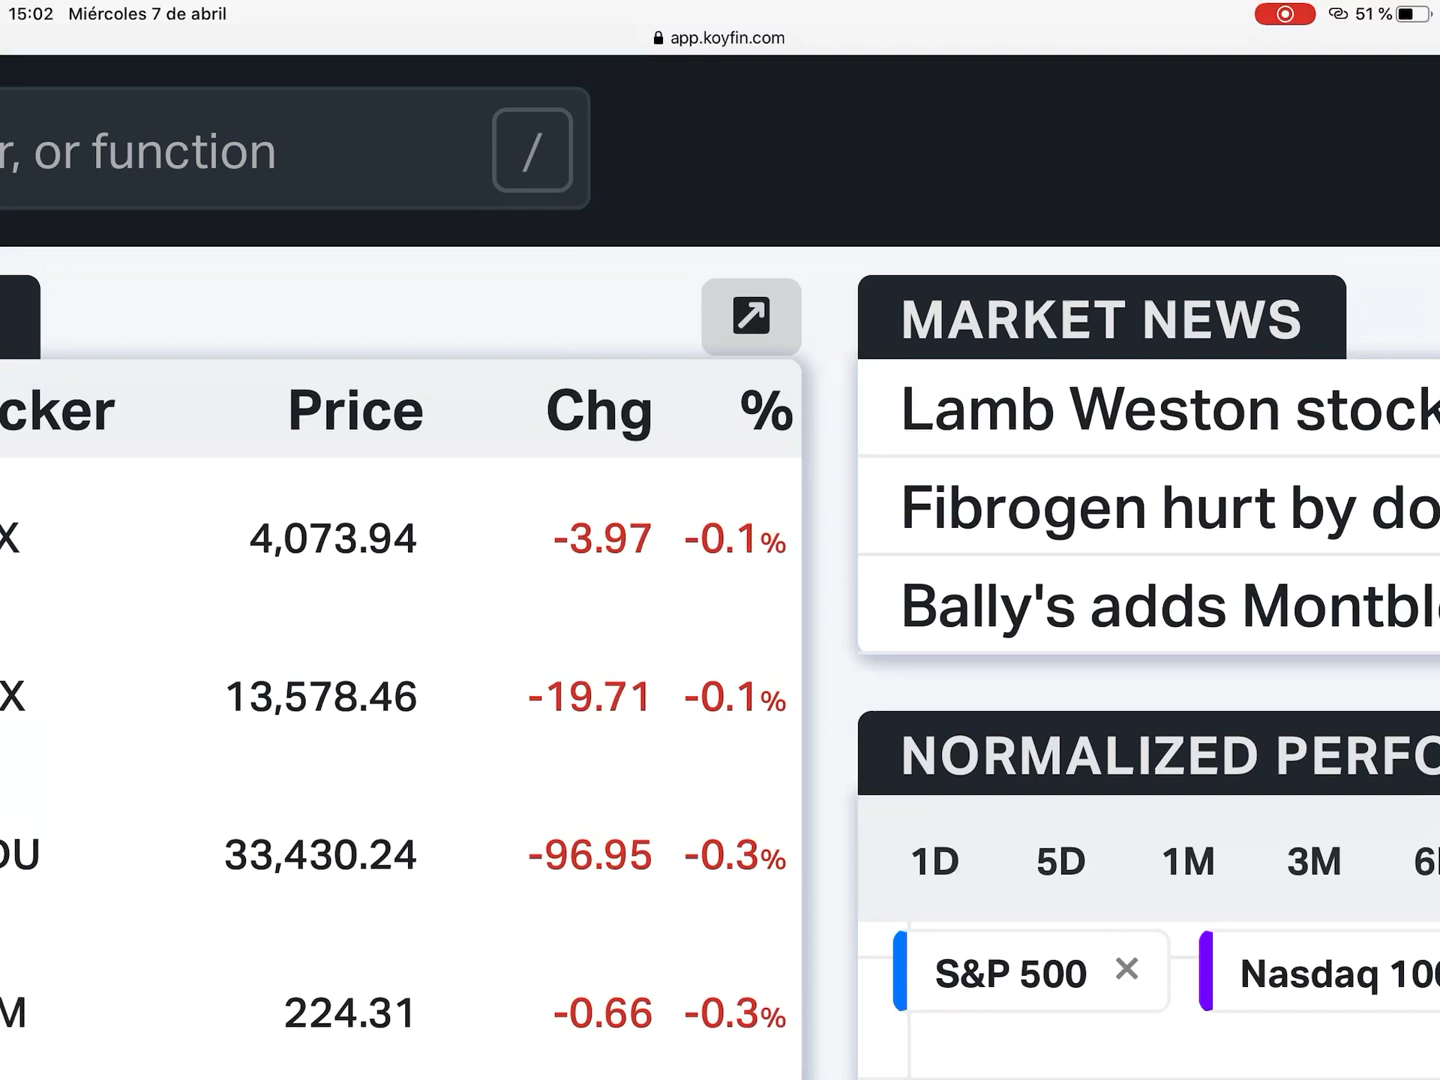 15:02 Miércoles 7 de abril
51 %
app.koyfin.com
r, or function /
MARKET NEWS
cker Price Chg %
Lamb Weston stock
Fibrogen hurt by do
Bally's adds Montbl
X 4,073.94 -3.97 -0.1%
X 13,578.46 -19.71 -0.1%
NORMALIZED PERFO
OU 33,430.24 -96.95 -0.3%
1D 5D 1M 3M 6
S&P 500 Nasdaq 100
M 224.31 -0.66 -0.3%